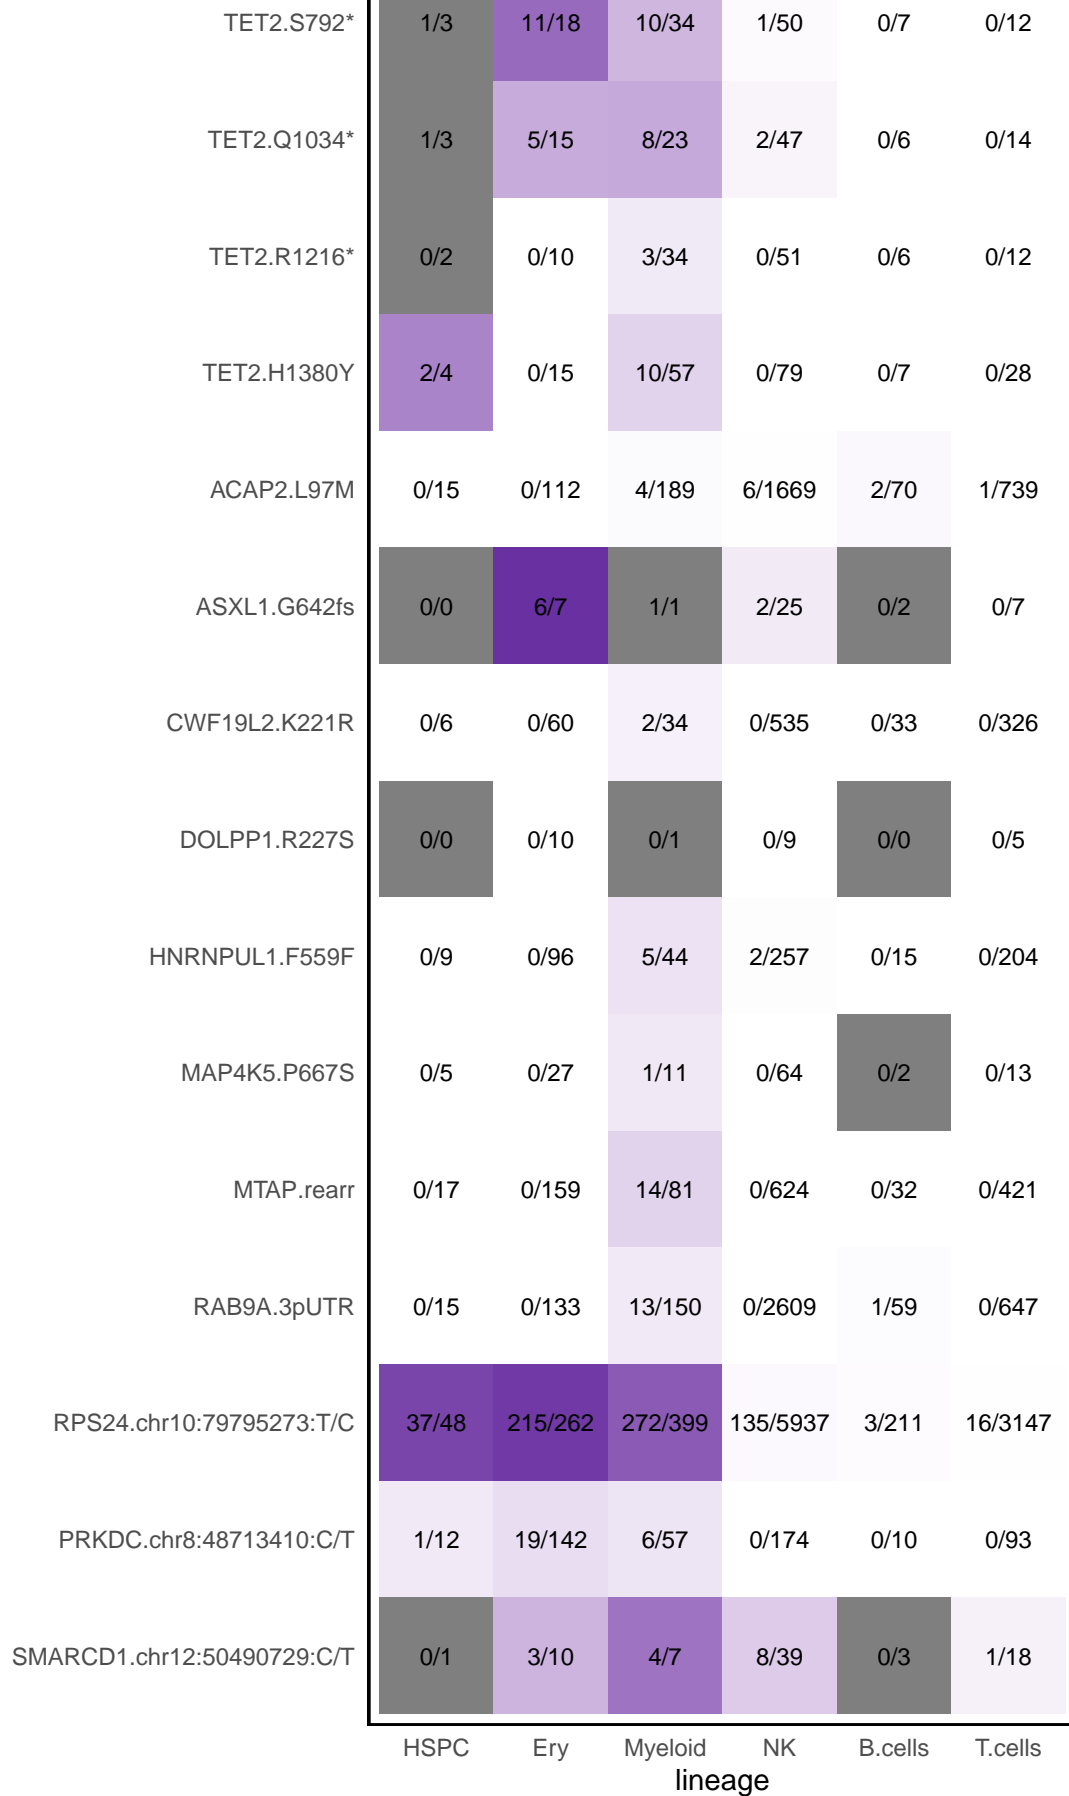 TET2.S792* 1/3 11/18 10/34 1/50 0/7 0/12
TET2.Q1034* 1/3 5/15 8/23 2/47 0/6 0/14
TET2.R1216* 0/2 0/10 3/34 0/51 0/6 0/12
TET2.H1380Y 2/4 0/15 10/57 0/79 0/7 0/28
ACAP2.L97M 0/15 0/112 4/189 6/1669 2/70 1/739
ASXL1.G642fs 0/0 6/7 1/1 2/25 0/2 0/7
CWF19L2.K221R 0/6 0/60 2/34 0/535 0/33 0/326
DOLPP1.R227S 0/0 0/10 0/1 0/9 0/0 0/5
HNRNPUL1.F559F 0/9 0/96 5/44 2/257 0/15 0/204
MAP4K5.P667S 0/5 0/27 1/11 0/64 0/2 0/13
MTAP.rearr 0/17 0/159 14/81 0/624 0/32 0/421
RAB9A.3pUTR 0/15 0/133 13/150 0/2609 1/59 0/647
RPS24.chr10:79795273:T/C 37/48 215/262 272/399 135/5937 3/211 16/3147
PRKDC.chr8:48713410:C/T 1/12 19/142 6/57 0/174 0/10 0/93
SMARCD1.chr12:50490729:C/T 0/1 3/10 4/7 8/39 0/3 1/18
HSPC Ery Myeloid NK B.cells T.cells
lineage